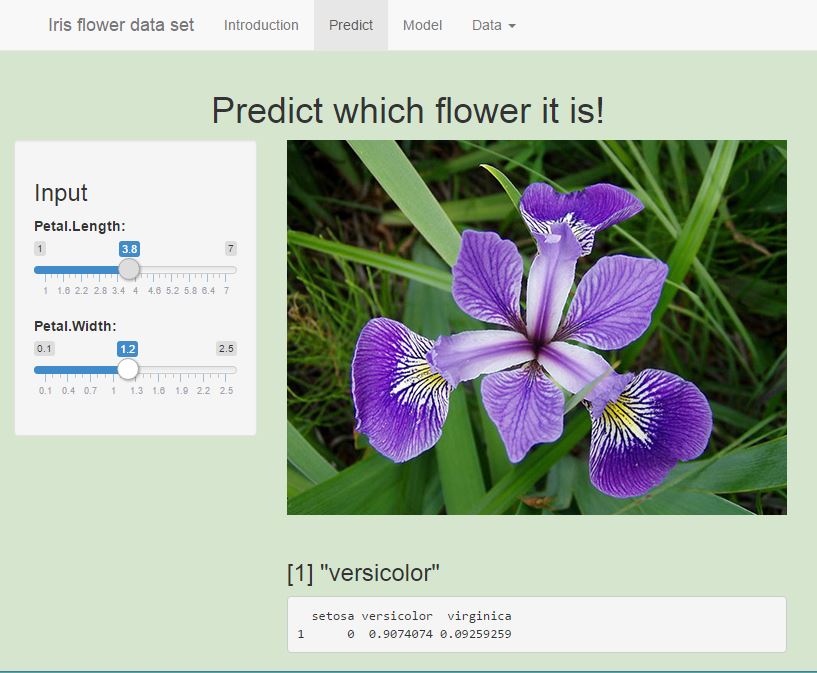 Iris flower data set Introduction Predict Model Data
Predict which flower it is!
Input
Petal.Length:
1 3.8 7
1 1.6 2.2 2.8 3.4 4 4.6 5.2 5.8 6.4 7
Petal.Width:
0.1 1.2 2.5
0.1 0.4 0.7 1 1.3 1.6 1.9 2.2 2.5
[1] "versicolor"
setosa versicolor virginica
1 0 0.9074074 0.09259259